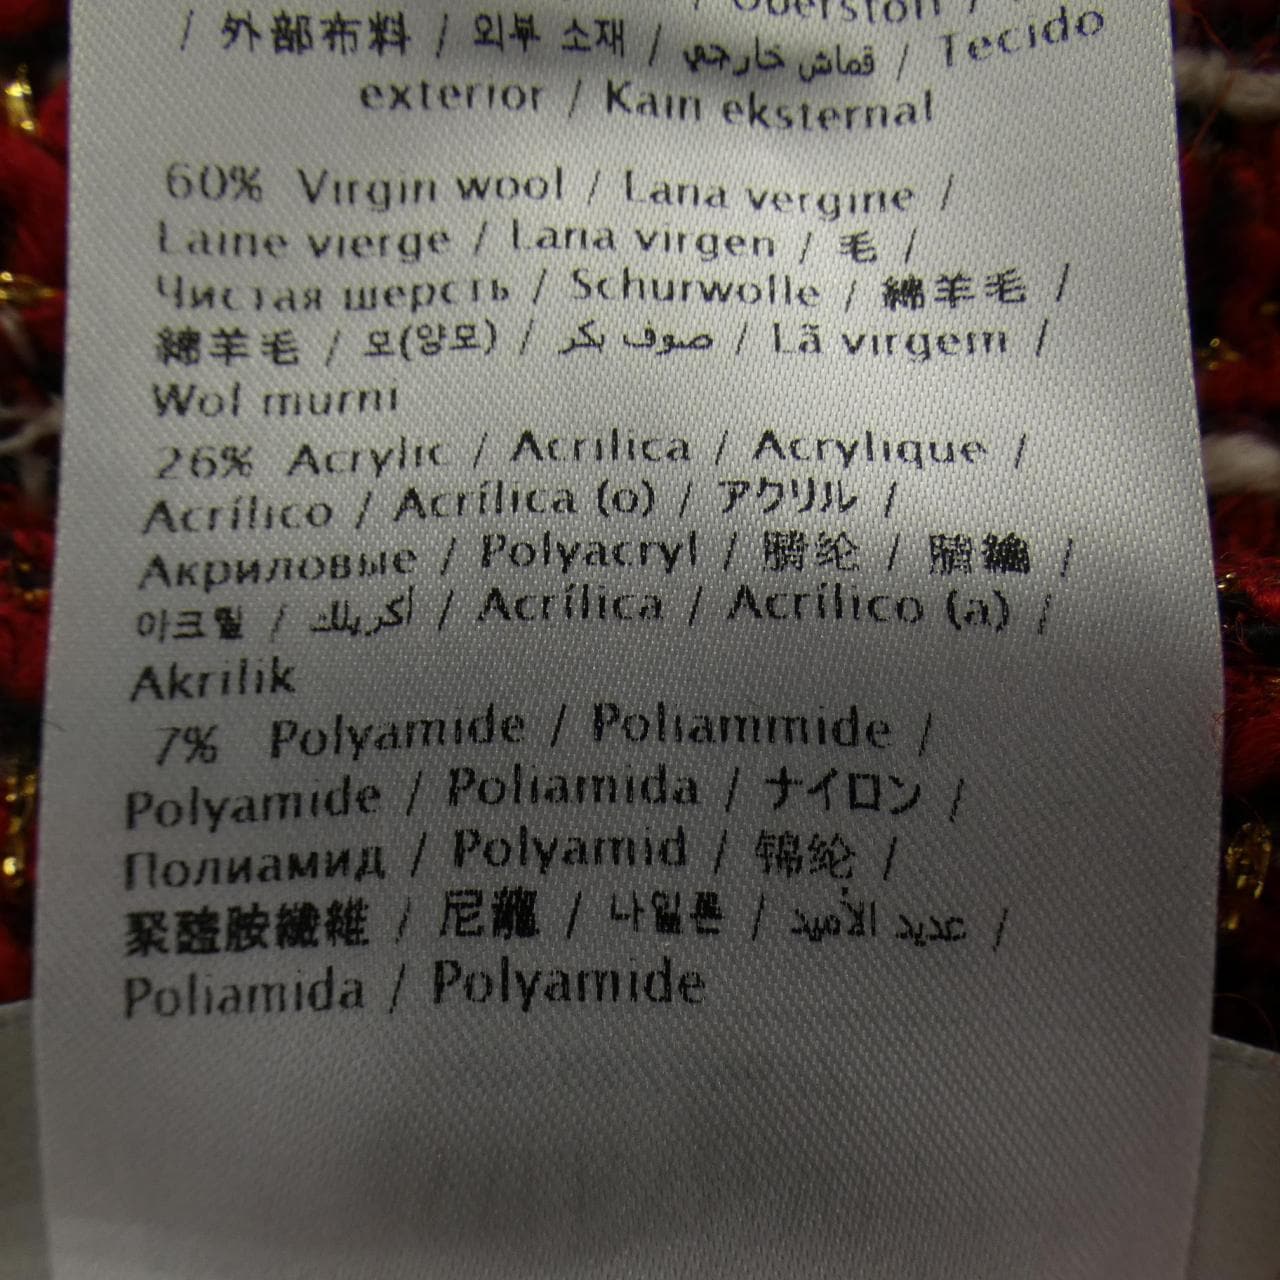 / Oberstoff /
/ 外部布料 / 외부 소재 / قماش خارجي / Tecido
exterior / Kain eksternal
60% Virgin wool / Lana vergine /
Laine vierge / Lana virgen / 毛 /
Чистая шерсть / Schurwolle / 綿羊毛 /
綿羊毛 / 모(양모) / صوف بكر / Lã virgem /
Wol murni
26% Acrylic / Acrilica / Acrylique /
Acrílico / Acrílica (o) / アクリル /
Акриловые / Polyacryl / 腈纶 / 腈綸 /
아크릴 / أكريلك / Acrílica / Acrílico (a) /
Akrilik
7% Polyamide / Poliammide /
Polyamide / Poliamida / ナイロン /
Полиамид / Polyamid / 锦纶 /
聚醯胺纖維 / 尼龍 / 나일론 / عديد الأميد /
Poliamida / Polyamide